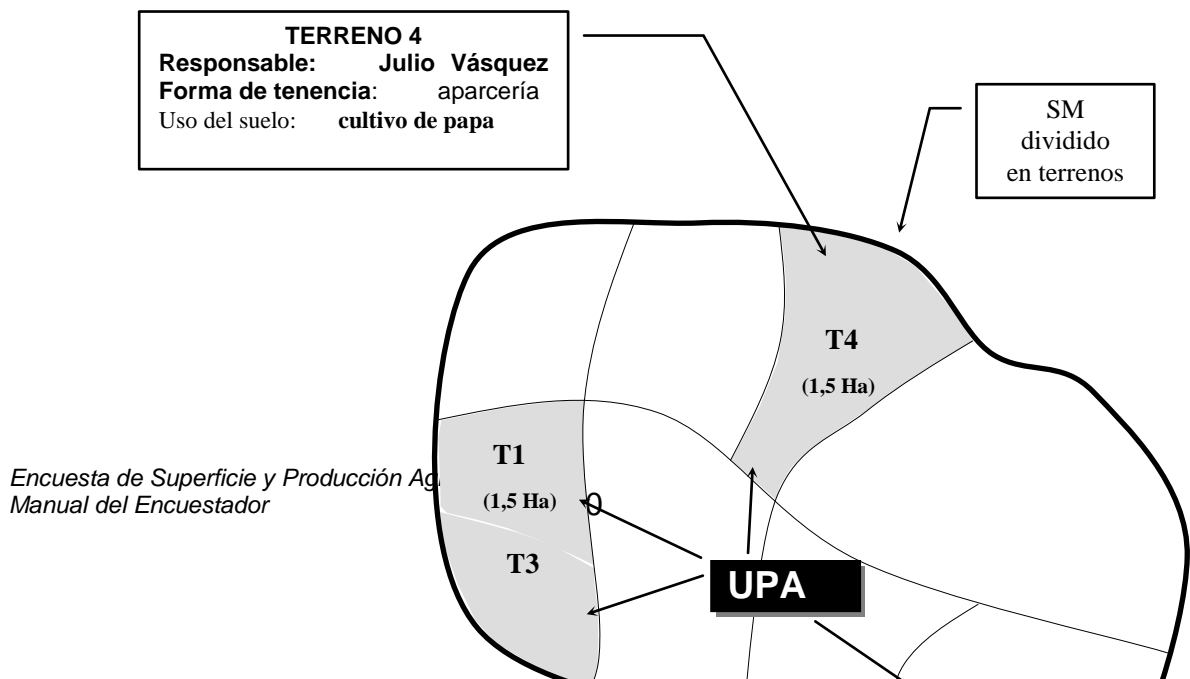 TERRENO 4
Responsable: Julio Vásquez
Forma de tenencia: aparcería
Uso del suelo: cultivo de papa
SM
dividido
en terrenos
T4
(1,5 Ha)
T1
(1,5 Ha)
0
T3
UPA
Encuesta de Superficie y Producción Ag
Manual del Encuestador